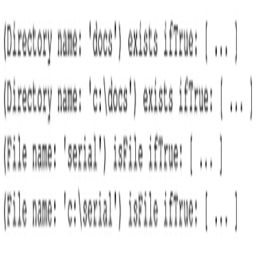 (Directory name: 'docs') exists ifTrue: [ ... ]
(Directory name: 'c:\docs') exists ifTrue: [ ... ]
(File name: 'serial') isFile ifTrue: [ ... ]
(File name: 'c:\serial') isFile ifTrue: [ ... ]